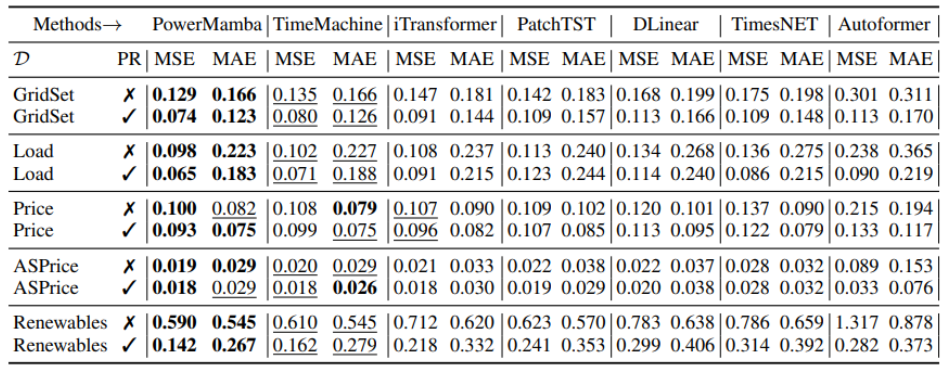 Methods→ PowerMamba TimeMachine iTransformer PatchTST DLinear TimesNET Autoformer
𝒟 PR MSE MAE MSE MAE MSE MAE MSE MAE MSE MAE MSE MAE MSE MAE
GridSet ✗ 0.129 0.166 0.135 0.166 0.147 0.181 0.142 0.183 0.168 0.199 0.175 0.198 0.301 0.311
GridSet ✓ 0.074 0.123 0.080 0.126 0.091 0.144 0.109 0.157 0.113 0.166 0.109 0.148 0.113 0.170
Load ✗ 0.098 0.223 0.102 0.227 0.108 0.237 0.113 0.240 0.134 0.268 0.136 0.275 0.238 0.365
Load ✓ 0.065 0.183 0.071 0.188 0.091 0.215 0.123 0.244 0.114 0.240 0.086 0.215 0.090 0.219
Price ✗ 0.100 0.082 0.108 0.079 0.107 0.090 0.109 0.102 0.120 0.101 0.137 0.090 0.215 0.194
Price ✓ 0.093 0.075 0.099 0.075 0.096 0.082 0.107 0.085 0.113 0.095 0.122 0.079 0.133 0.117
ASPrice ✗ 0.019 0.029 0.020 0.029 0.021 0.033 0.022 0.038 0.022 0.037 0.028 0.032 0.089 0.153
ASPrice ✓ 0.018 0.029 0.018 0.026 0.018 0.030 0.019 0.029 0.020 0.038 0.028 0.032 0.033 0.076
Renewables ✗ 0.590 0.545 0.610 0.545 0.712 0.620 0.623 0.570 0.783 0.638 0.786 0.659 1.317 0.878
Renewables ✓ 0.142 0.267 0.162 0.279 0.218 0.332 0.241 0.353 0.299 0.406 0.314 0.392 0.282 0.373